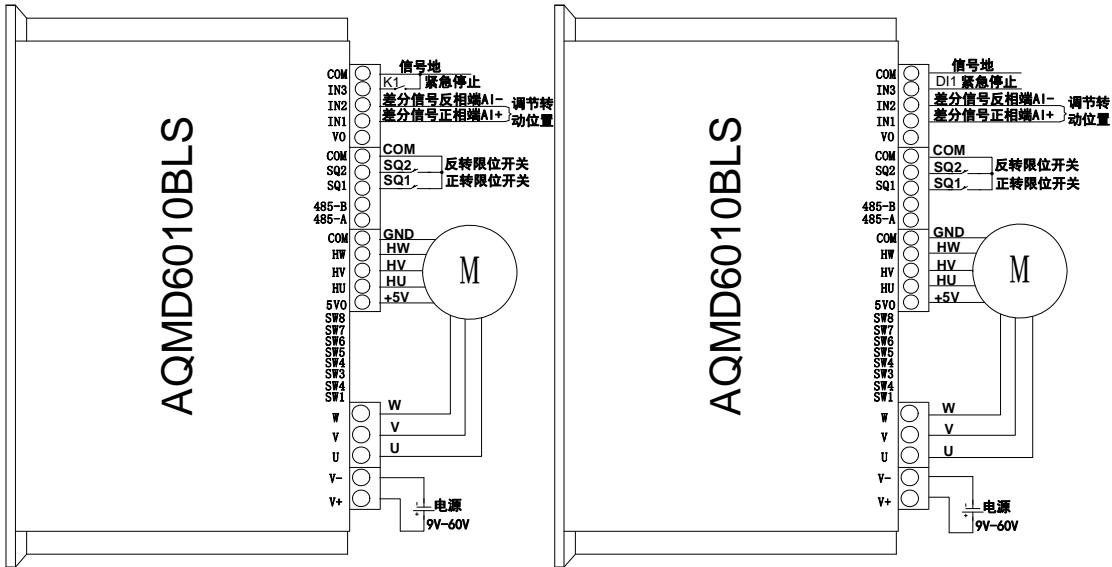 AQMD6010BLS
COM
信号地
IN3
K1
紧急停止
IN2
差分信号反相端AI-
IN1
差分信号正相端AI+
调节转
动位置
VO
COM
COM
SQ2
SQ2
反转限位开关
SQ1
SQ1
正转限位开关
485-B
485-A
COM
GND
HW
HW
HV
HV
HU
HU
5VO
+5V
M
SW8
SW7
SW6
SW5
SW4
SW3
SW4
SW1
W
W
V
V
U
U
V-
V+
电源
9V-60V
AQMD6010BLS
COM
信号地
IN3
DI1
紧急停止
IN2
差分信号反相端AI-
IN1
差分信号正相端AI+
调节转
动位置
VO
COM
COM
SQ2
SQ2
反转限位开关
SQ1
SQ1
正转限位开关
485-B
485-A
COM
GND
HW
HW
HV
HV
HU
HU
5VO
+5V
M
SW8
SW7
SW6
SW5
SW4
SW3
SW4
SW1
W
W
V
V
U
U
V-
V+
电源
9V-60V